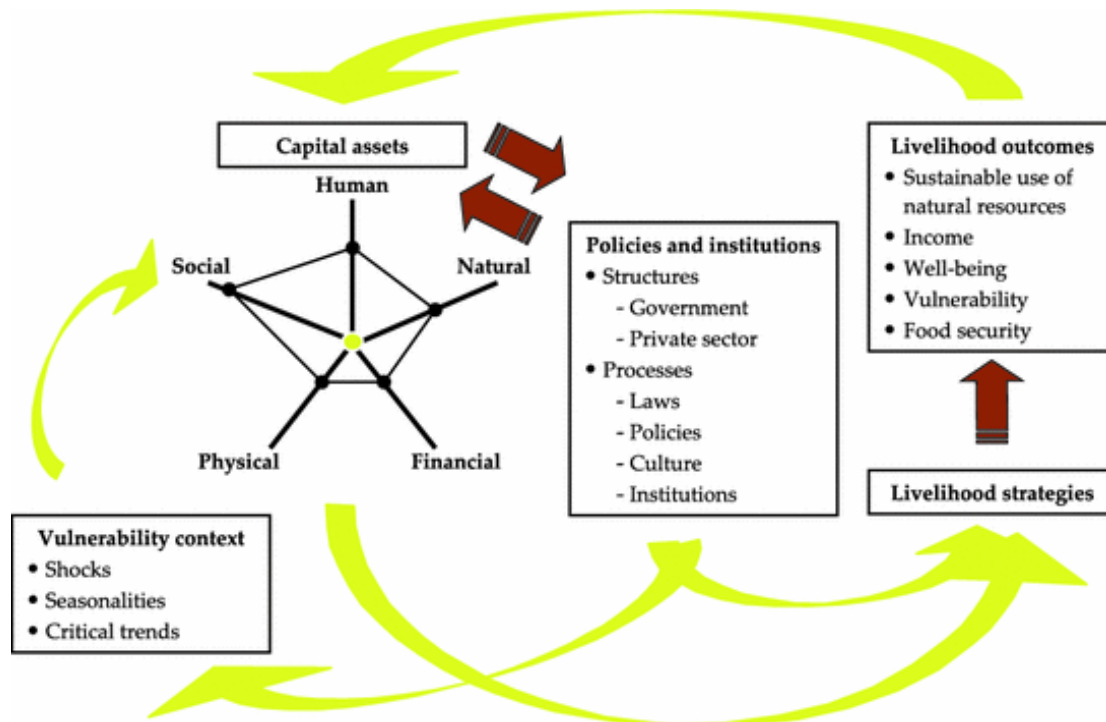 Capital assets
Human
Social
Natural
Physical
Financial
Vulnerability context
• Shocks
• Seasonalities
• Critical trends
Policies and institutions
• Structures
- Government
- Private sector
• Processes
- Laws
- Policies
- Culture
- Institutions
Livelihood outcomes
• Sustainable use of
natural resources
• Income
• Well-being
• Vulnerability
• Food security
Livelihood strategies